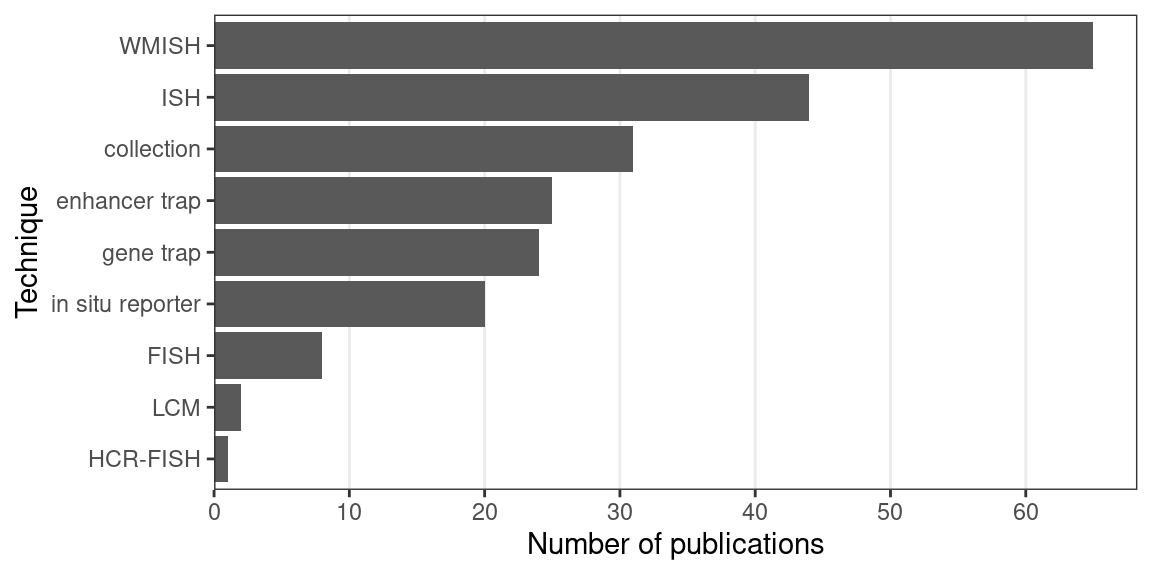 WMISH
ISH
collection
enhancer trap
gene trap
in situ reporter
FISH
LCM
HCR-FISH
Technique
0 10 20 30 40 50 60
Number of publications